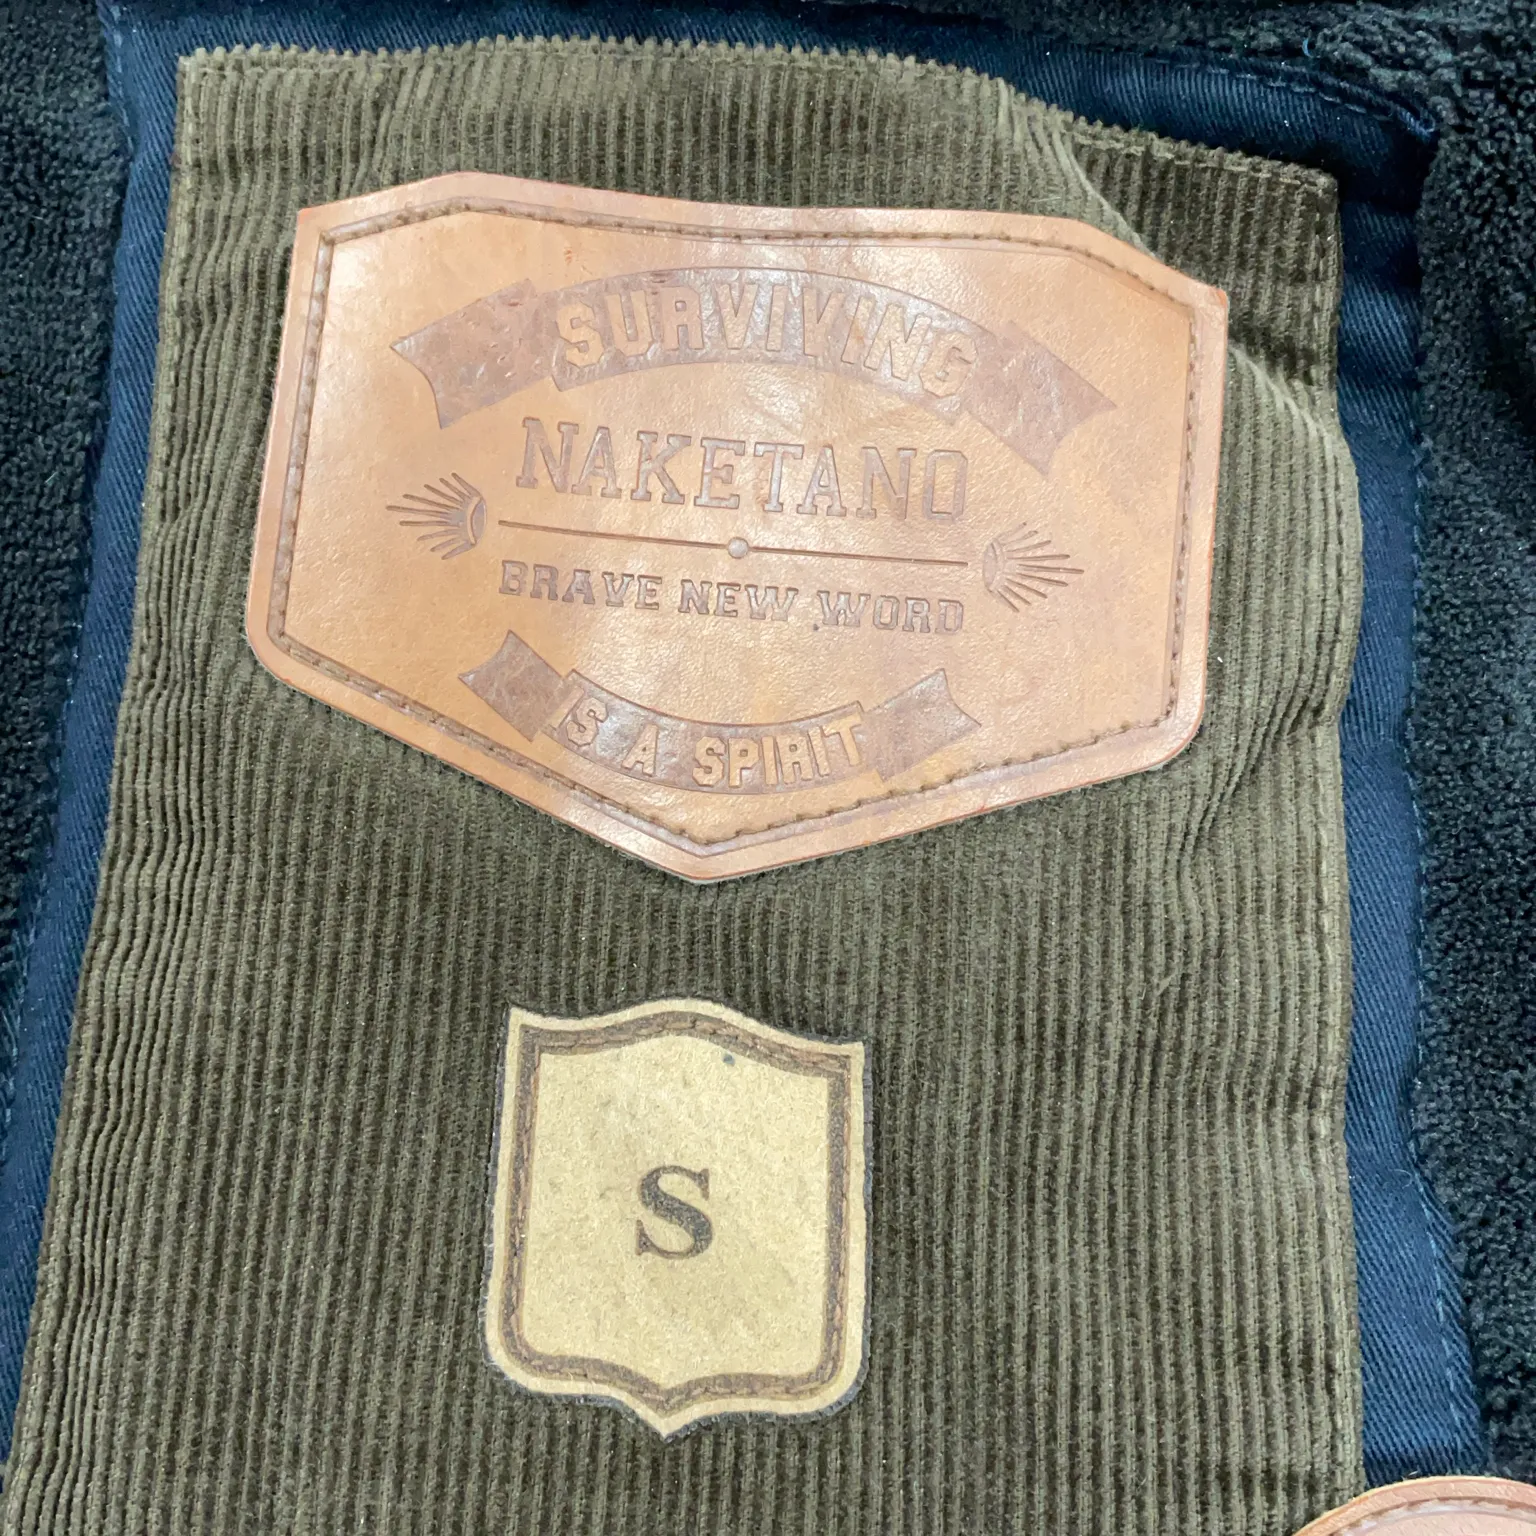 SURVIVING
NAKETANO
BRAVE NEW WORD
IS A SPIRIT
S